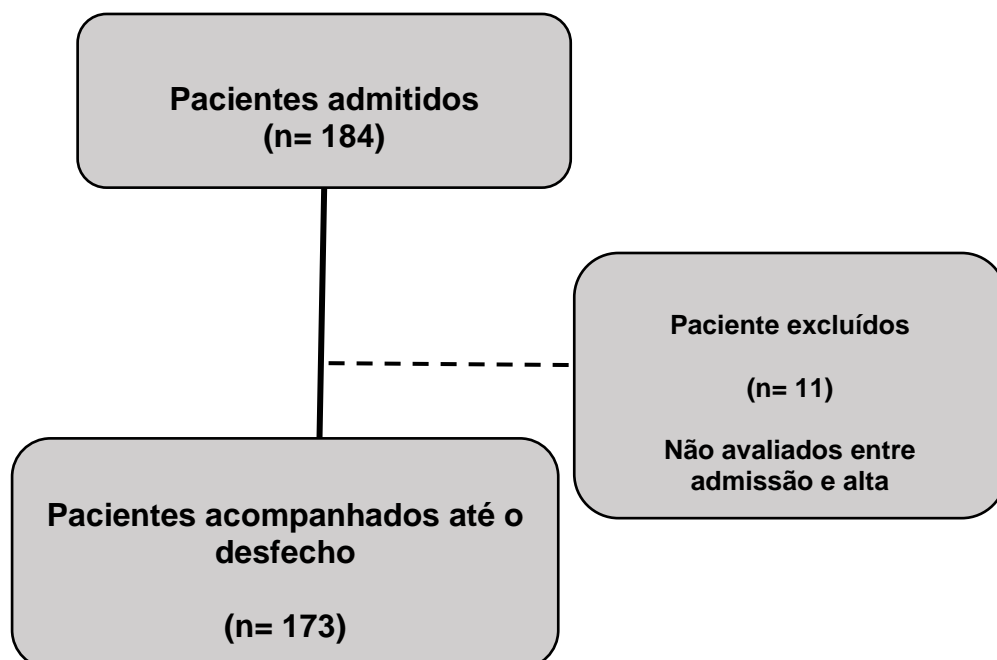 Pacientes admitidos
(n= 184)
Paciente excluídos
(n= 11)
Não avaliados entre
admissão e alta
Pacientes acompanhados até o
desfecho
(n= 173)